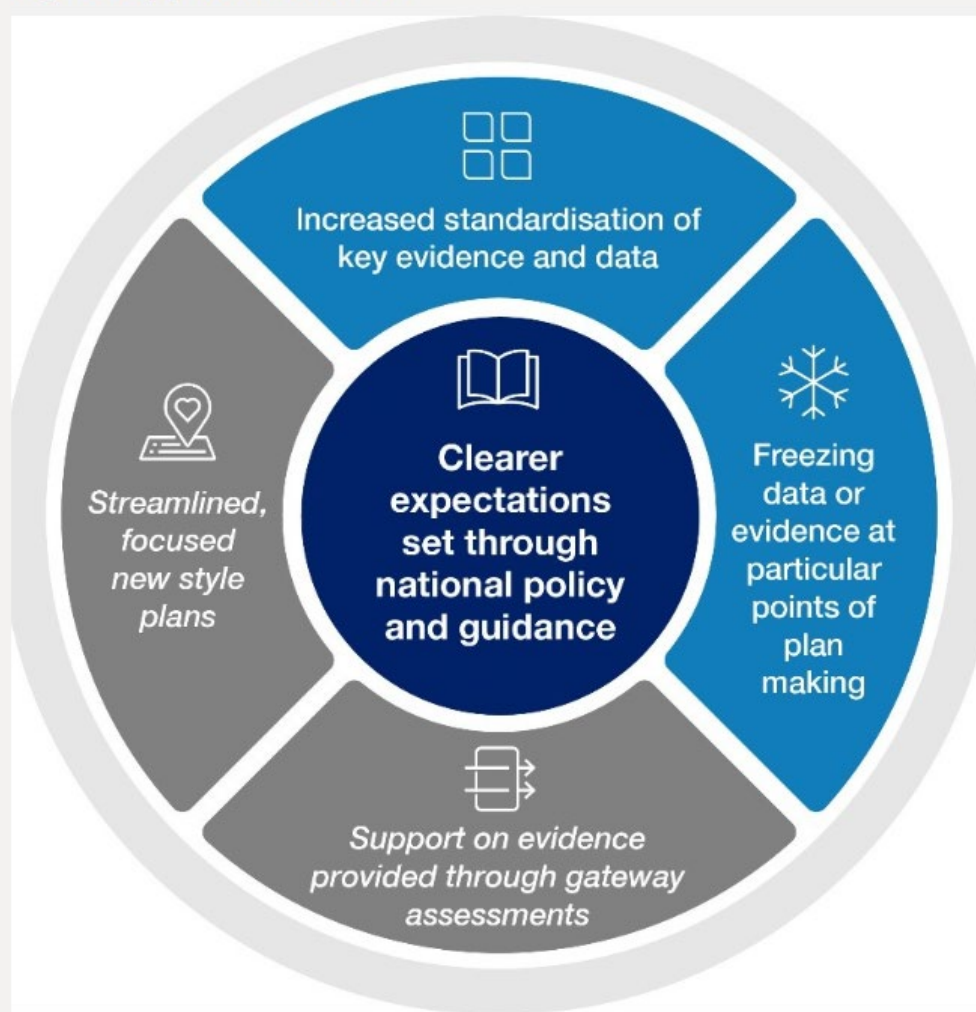 Increased standardisation of
key evidence and data
Clearer
expectations
set through
national policy
and guidance
Freezing
data or
evidence at
particular
points of
plan
making
Streamlined,
focused
new style
plans
Support on evidence
provided through gateway
assessments